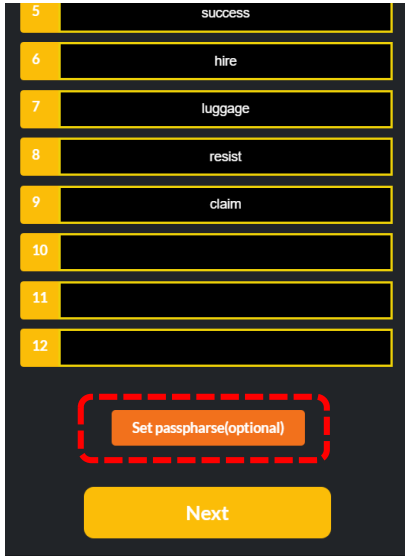 5 success
6 hire
7 luggage
8 resist
9 claim
10
11
12
Set passpharse(optional)
Next